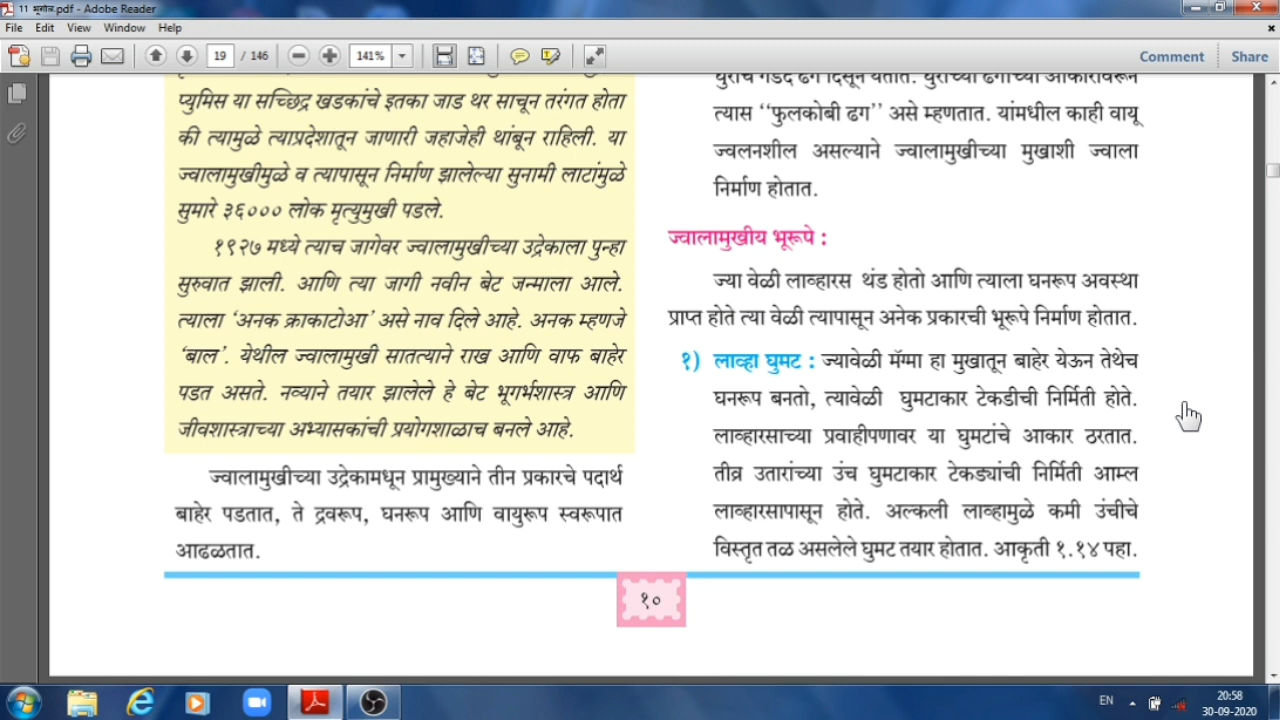 11 भूगोल.pdf - Adobe Reader
File Edit View Window Help
19 / 146 141% Comment Share
प्युमिस या सच्छिद्र खडकांचे इतका जाड थर साचून तरंगत होता
की त्यामुळे त्याप्रदेशातून जाणारी जहाजेही थांबून राहिली. या
ज्वालामुखीमुळे व त्यापासून निर्माण झालेल्या सुनामी लाटांमुळे
सुमारे ३६००० लोक मृत्युमुखी पडले.
१९२७ मध्ये त्याच जागेवर ज्वालामुखीच्या उद्रेकाला पुन्हा
सुरुवात झाली. आणि त्या जागी नवीन बेट जन्माला आले.
त्याला ‘अनक क्राकाटोआ’ असे नाव दिले आहे. अनक म्हणजे
‘बाल’. येथील ज्वालामुखी सातत्याने राख आणि वाफ बाहेर
पडत असते. नव्याने तयार झालेले हे बेट भूगर्भशास्त्र आणि
जीवशास्त्राच्या अभ्यासकांची प्रयोगशाळाच बनले आहे.
ज्वालामुखीच्या उद्रेकामधून प्रामुख्याने तीन प्रकारचे पदार्थ
बाहेर पडतात, ते द्रवरूप, घनरूप आणि वायुरूप स्वरूपात
आढळतात.
धुराचे गडद ढग दिसून येतात. धुराच्या ढगाच्या आकारावरून
त्यास ‘‘फुलकोबी ढग’’ असे म्हणतात. यांमधील काही वायू
ज्वलनशील असल्याने ज्वालामुखीच्या मुखाशी ज्वाला
निर्माण होतात.
ज्वालामुखीय भूरूपे :
ज्या वेळी लाव्हारस थंड होतो आणि त्याला घनरूप अवस्था
प्राप्त होते त्या वेळी त्यापासून अनेक प्रकारची भूरूपे निर्माण होतात.
१) लाव्हा घुमट : ज्यावेळी मॅग्मा हा मुखातून बाहेर येऊन तेथेच
घनरूप बनतो, त्यावेळी घुमटाकार टेकडीची निर्मिती होते.
लाव्हारसाच्या प्रवाहीपणावर या घुमटांचे आकार ठरतात.
तीव्र उतारांच्या उंच घुमटाकार टेकड्यांची निर्मिती आम्ल
लाव्हारसापासून होते. अल्कली लाव्हामुळे कमी उंचीचे
विस्तृत तळ असलेले घुमट तयार होतात. आकृती १.१४ पहा.
१०
EN 20:58
30-09-2020